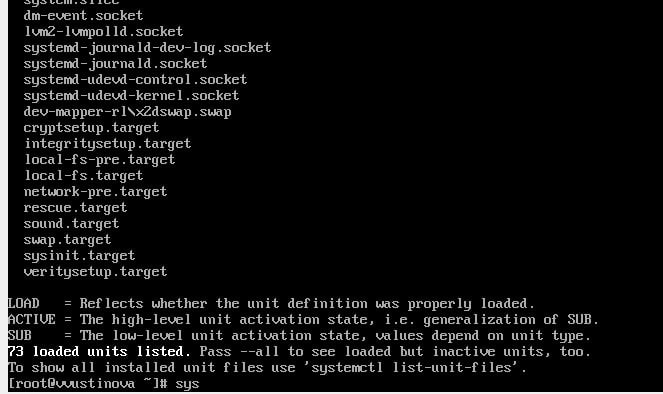 system.slice
dm-event.socket
lvm2-lvmpolld.socket
systemd-journald-dev-log.socket
systemd-journald.socket
systemd-udevd-control.socket
systemd-udevd-kernel.socket
dev-mapper-rl\x2dswap.swap
cryptsetup.target
integritysetup.target
local-fs-pre.target
local-fs.target
network-pre.target
rescue.target
sound.target
swap.target
sysinit.target
veritysetup.target
LOAD   = Reflects whether the unit definition was properly loaded.
ACTIVE = The high-level unit activation state, i.e. generalization of SUB.
SUB    = The low-level unit activation state, values depend on unit type.
73 loaded units listed. Pass --all to see loaded but inactive units, too.
To show all installed unit files use 'systemctl list-unit-files'.
[root@vvustinova ~]# sys